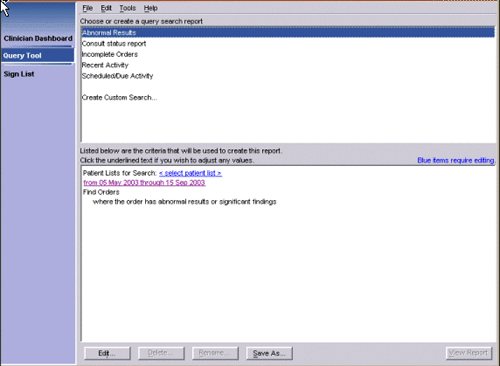 File Edit Tools Help
Choose or create a query search report
Clinician Dashboard
Query Tool
Sign List
Abnormal Results
Consult status report
Incomplete Orders
Recent Activity
Scheduled/Due Activity
Create Custom Search...
Listed below are the criteria that will be used to create this report.
Click the underlined text if you wish to adjust any values. Blue items require editing.
Patient Lists for Search: < select patient list >
from 05 May 2003 through 15 Sep 2003
Find Orders
where the order has abnormal results or significant findings
Edit... Delete... Rename... Save As... View Report